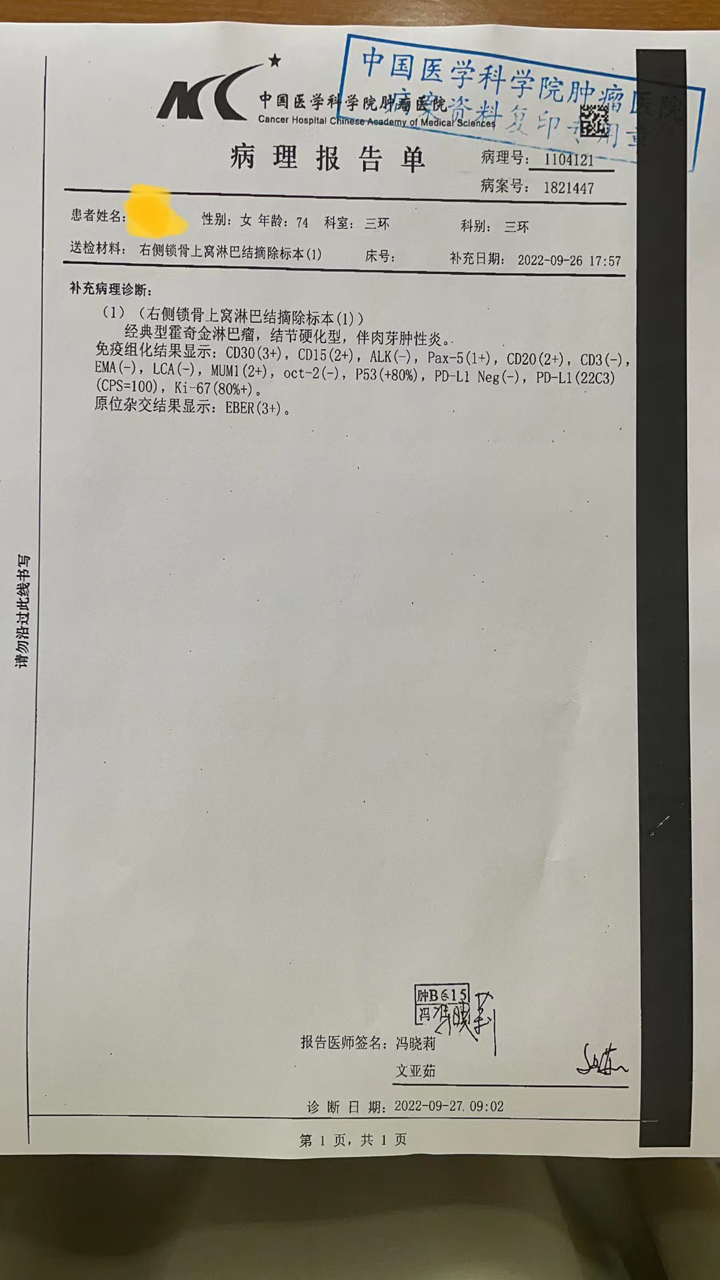 中国医学科学院肿瘤医院
病案资料复印专用章
NCC
中国医学科学院肿瘤医院
Cancer Hospital Chinese Academy of Medical Sciences
病理报告单
病理号: 1104121
病案号: 1821447
患者姓名: 性别: 女 年龄: 74 科室: 三环 科别: 三环
送检材料: 右侧锁骨上窝淋巴结摘除标本(1) 床号: 补充日期: 2022-09-26 17:57
补充病理诊断:
(1) (右侧锁骨上窝淋巴结摘除标本(1))
经典型霍奇金淋巴瘤, 结节硬化型, 伴肉芽肿性炎。
免疫组化结果显示: CD30(3+), CD15(2+), ALK(-), Pax-5(1+), CD20(2+), CD3(-),
EMA(-), LCA(-), MUM1(2+), oct-2(-), P53(+80%), PD-L1 Neg(-), PD-L1(22C3)
(CPS=100), Ki-67(80%+)。
原位杂交结果显示: EBER(3+)。
请勿沿过此线书写
报告医师签名: 冯晓莉
文亚茹
诊断日期: 2022-09-27 09:02
第 1 页, 共 1 页